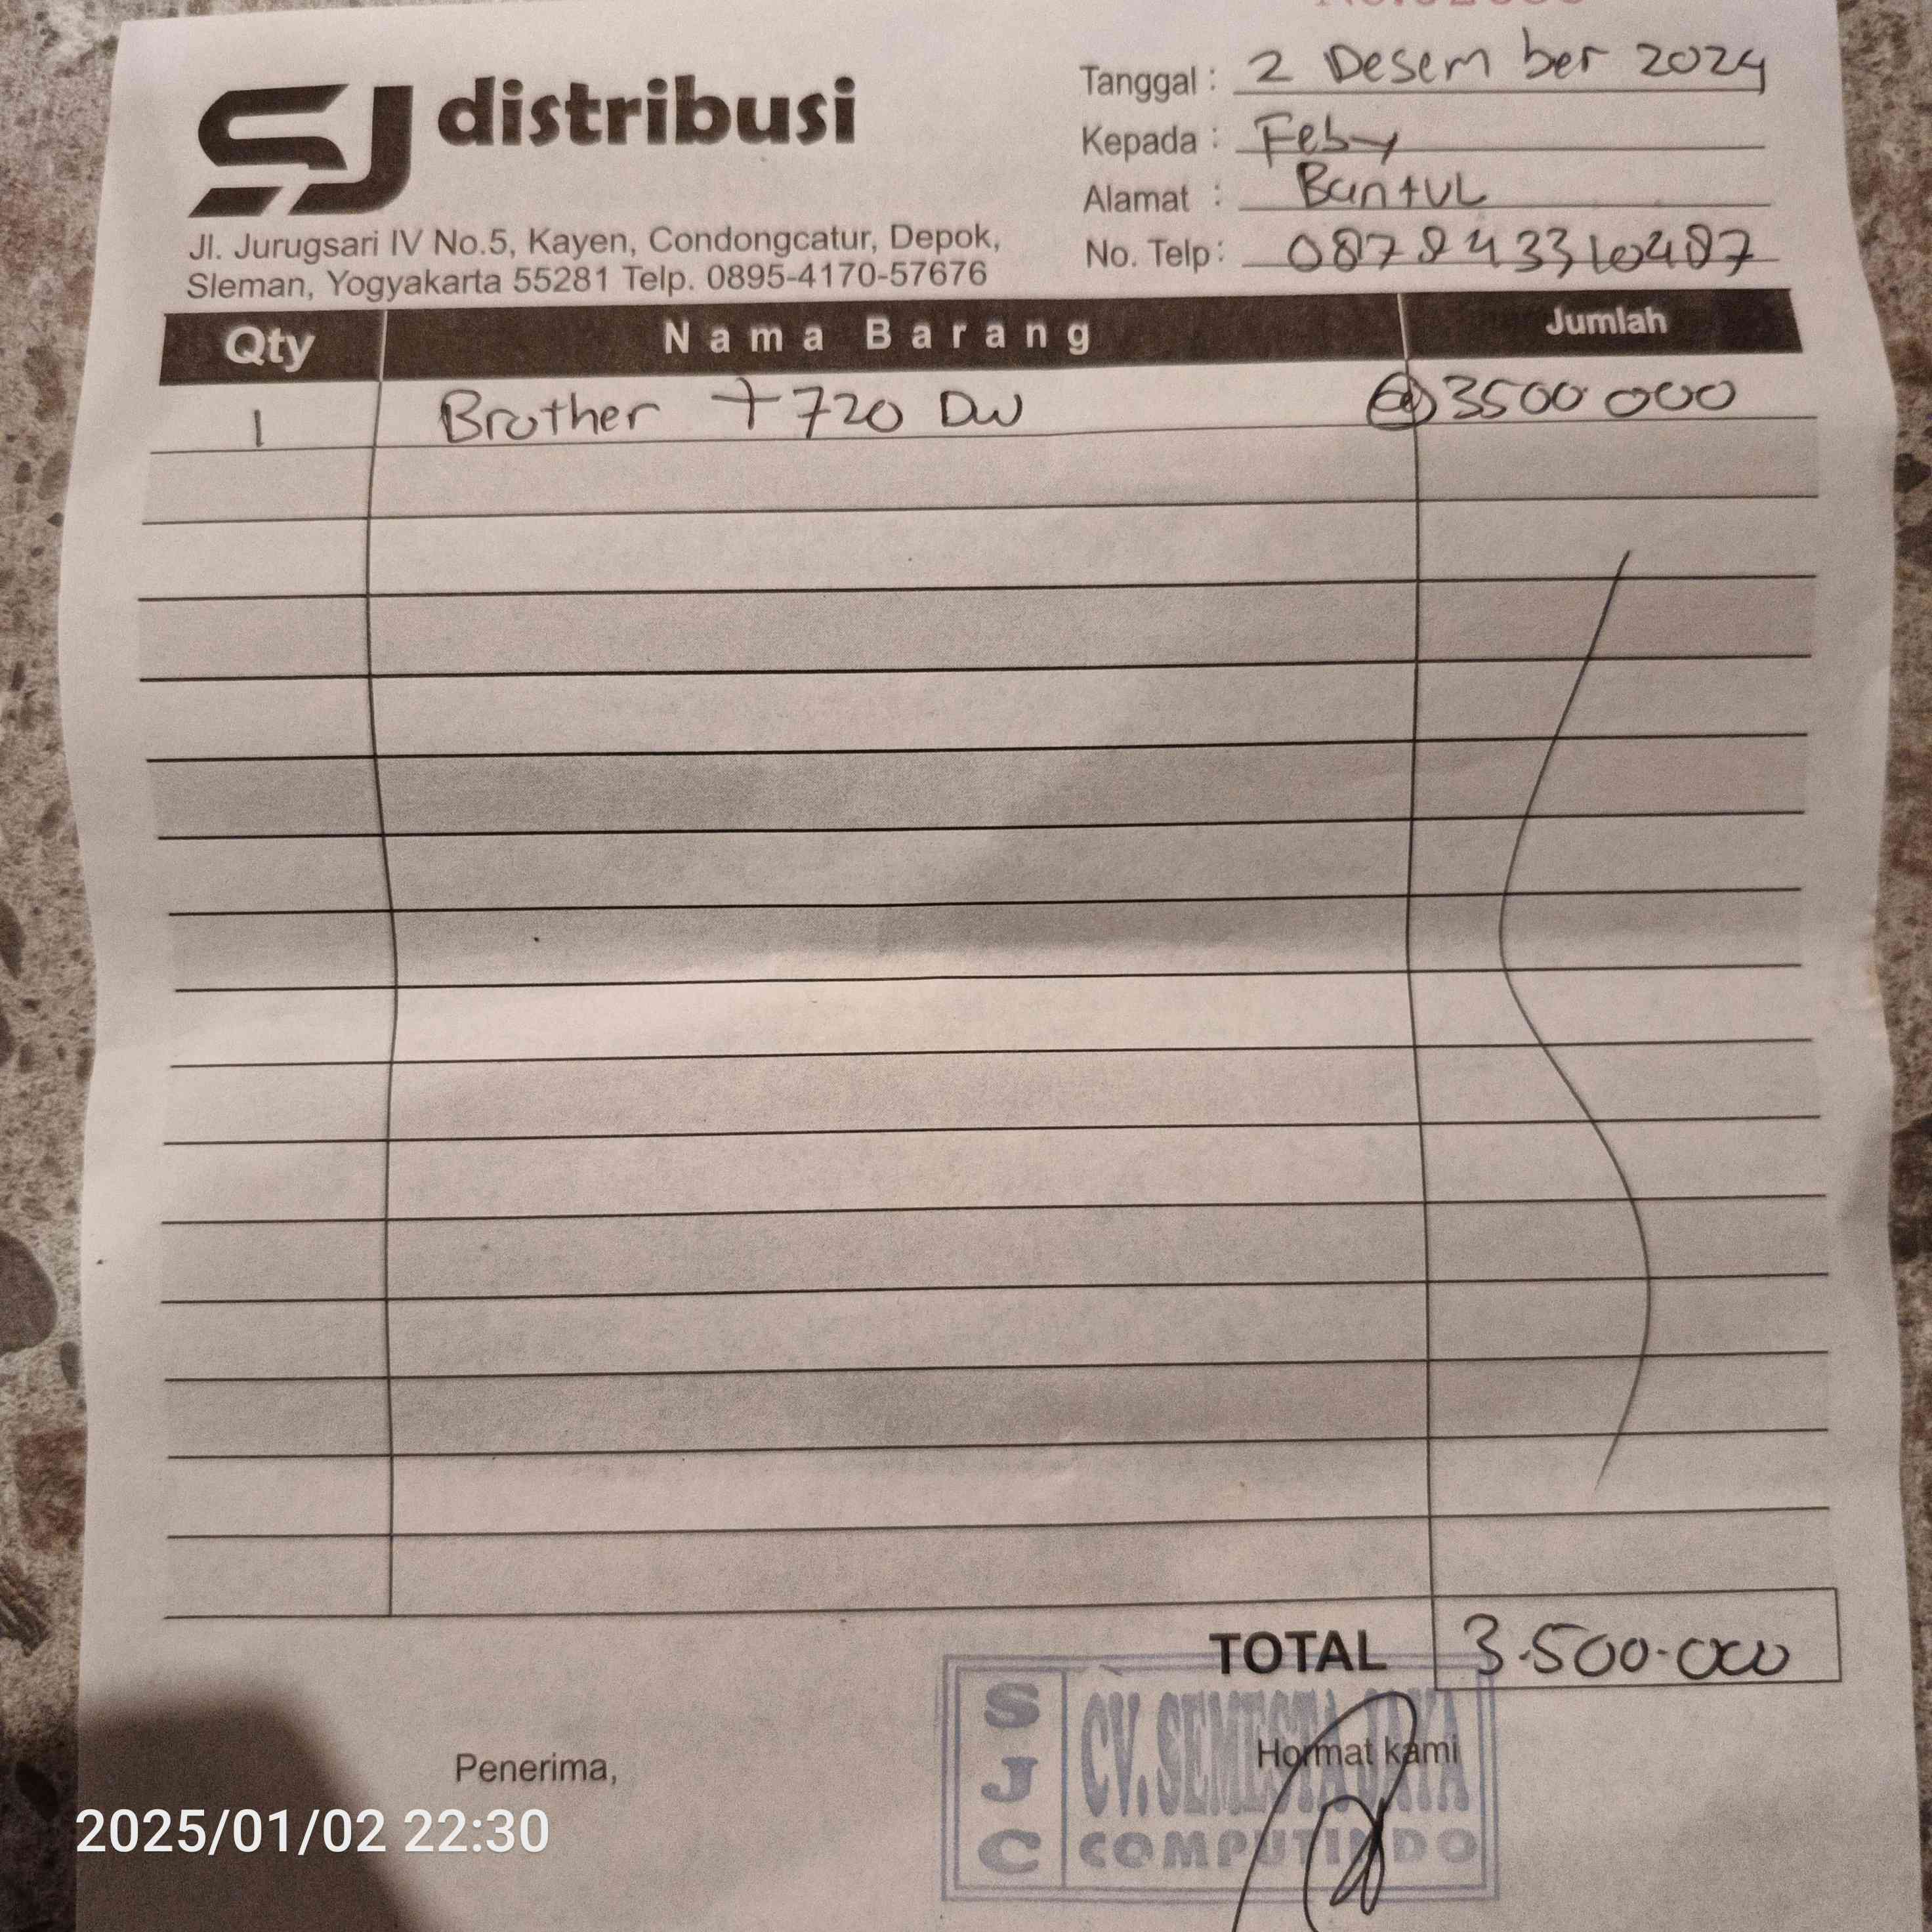 SJ distribusi
Jl. Jurugsari IV No.5, Kayen, Condongcatur, Depok,
Sleman, Yogyakarta 55281 Telp. 0895-4170-57676
Tanggal : 2 Desember 2024
Kepada : Feby
Alamat : Bantul
No. Telp:
Qty Nama Barang Jumlah
1 Brother T720 DW @ 3500 000
TOTAL 3.500.000
Penerima,
Hormat kami
SJC
CV. SEMESTA JAYA
COMPUTINDO
2025/01/02 22:30